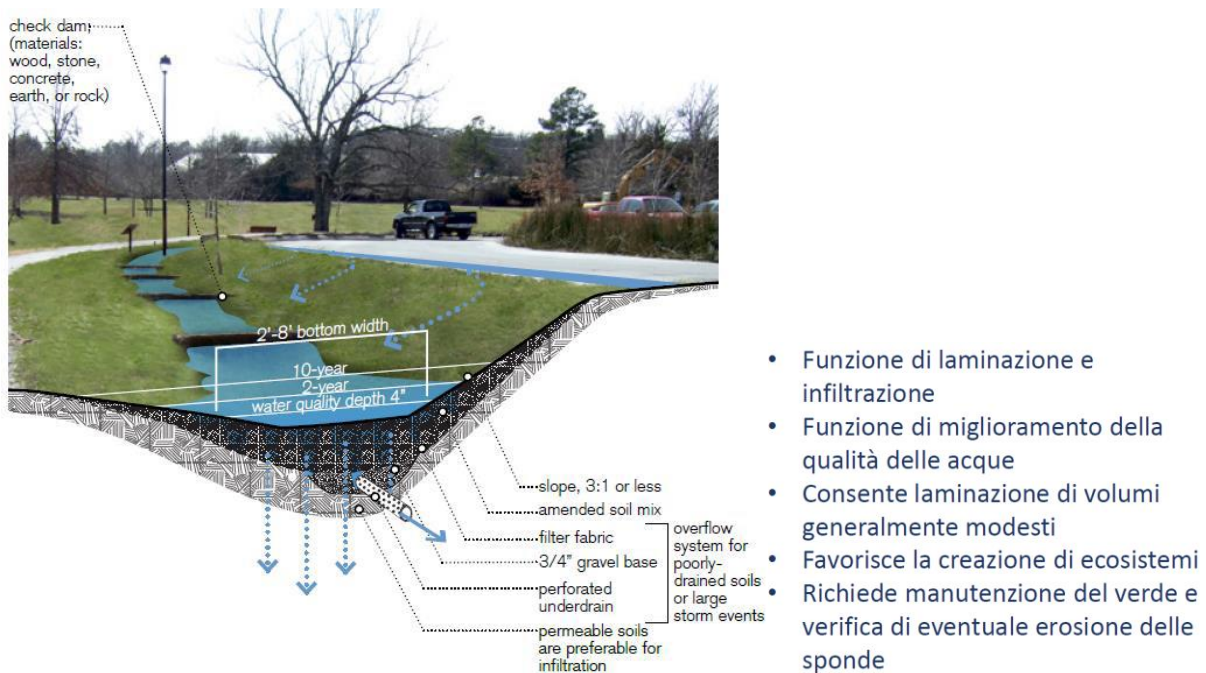 check dam;
(materials:
wood, stone,
concrete,
earth, or rock)
2'-8' bottom width
10-year
2-year
water quality depth 4"
slope, 3:1 or less
amended soil mix
filter fabric
3/4" gravel base
perforated
underdrain
permeable soils
are preferable for
infiltration
overflow
system for
poorly-
drained soils
or large
storm events
• Funzione di laminazione e
infiltrazione
• Funzione di miglioramento della
qualità delle acque
• Consente laminazione di volumi
generalmente modesti
• Favorisce la creazione di ecosistemi
• Richiede manutenzione del verde e
verifica di eventuale erosione delle
sponde